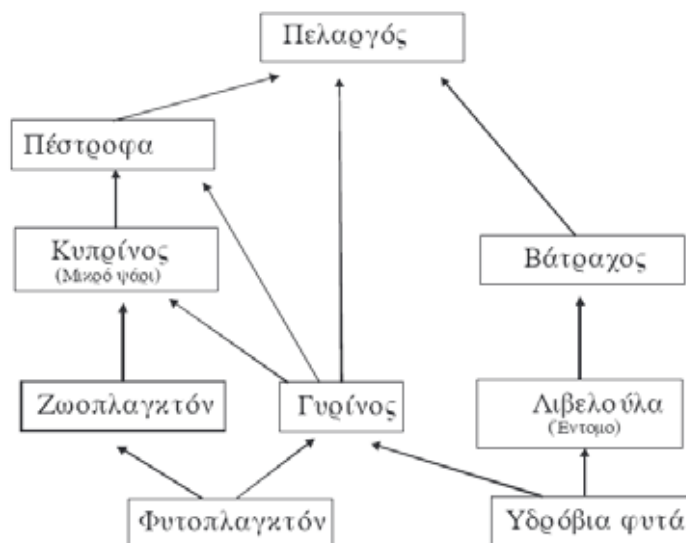 Πελαργός
Πέστροφα
Κυπρίνος
(Μικρό ψάρι)
Βάτραχος
Ζωοπλαγκτόν
Γυρίνος
Λιβελούλα
(Έντομο)
Φυτοπλαγκτόν
Υδρόβια φυτά